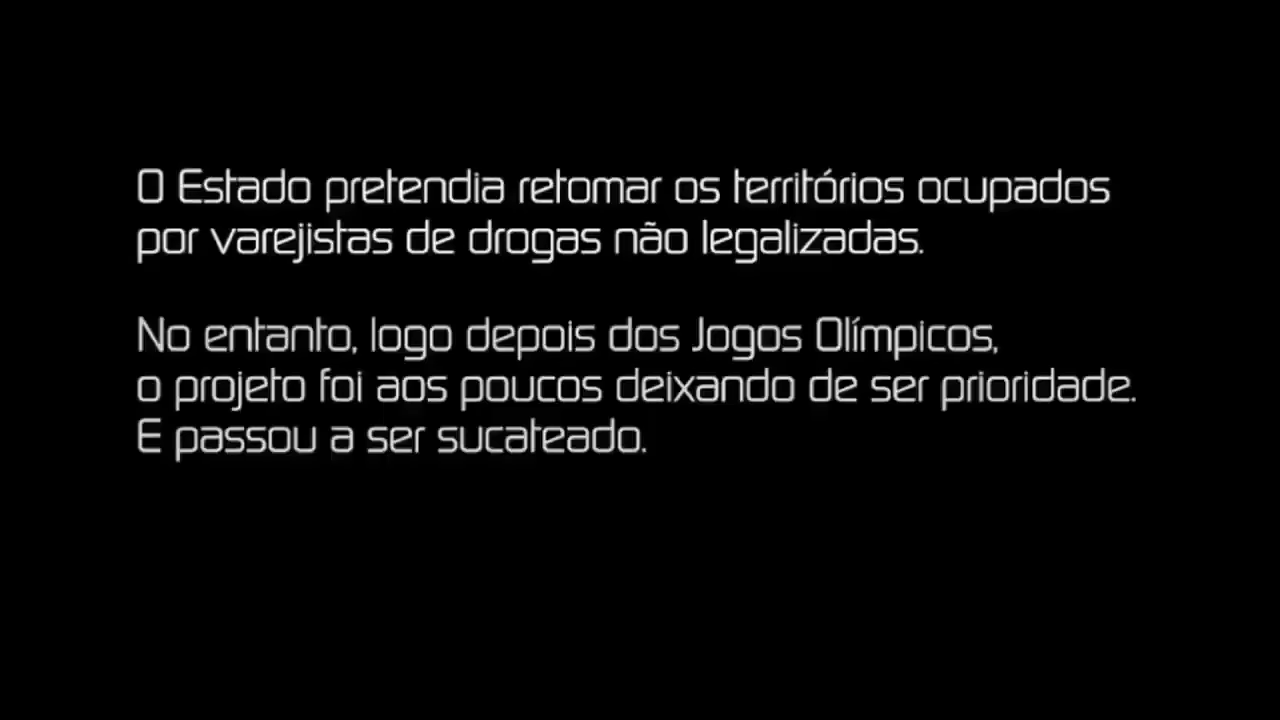 O Estado pretendia retomar os territórios ocupados
por varejistas de drogas não legalizadas.
No entanto, logo depois dos Jogos Olímpicos,
o projeto foi aos poucos deixando de ser prioridade.
E passou a ser sucateado.